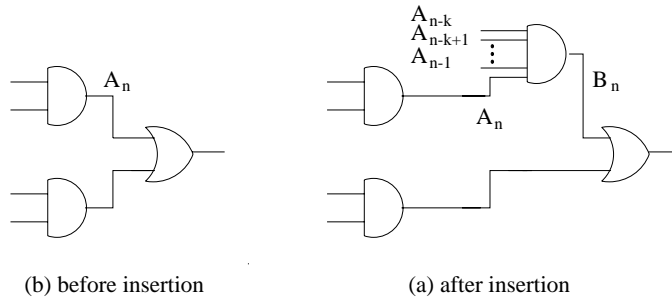 A_{n-k}
A_{n-k+1}
A_{n-1}
A_n
B_n
A_n
(b) before insertion
(a) after insertion